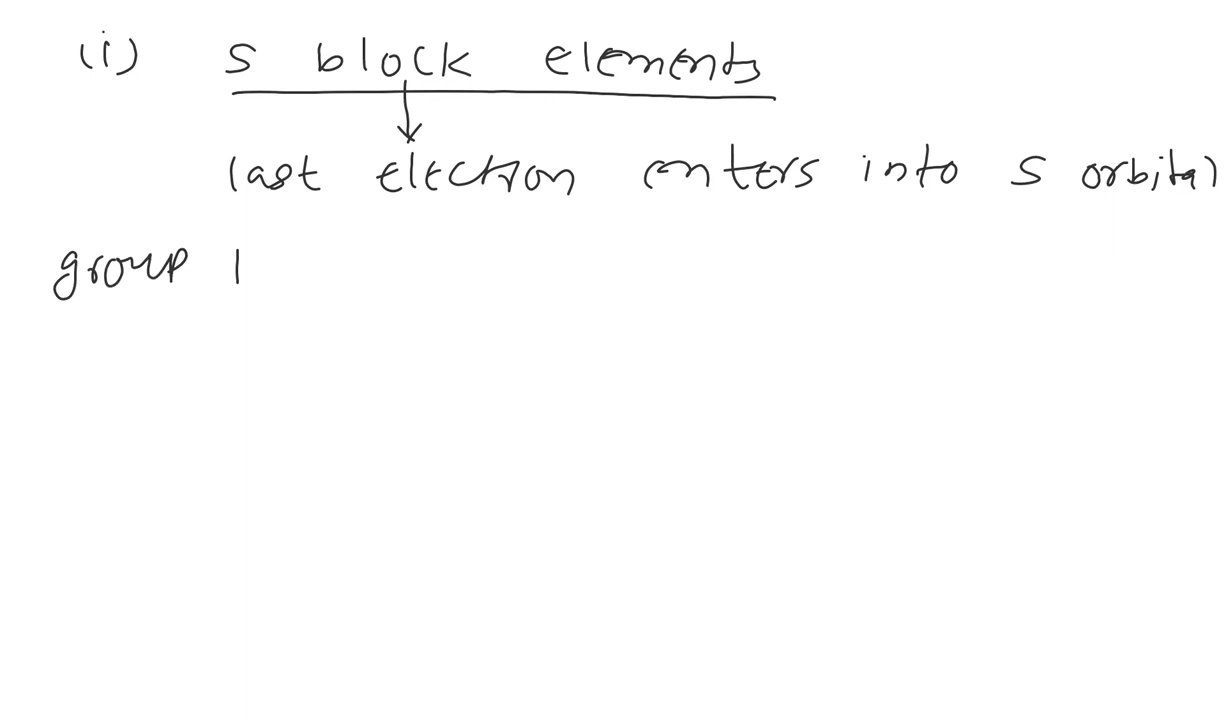 (i) s block elements
last electron enters into s orbital
group 1